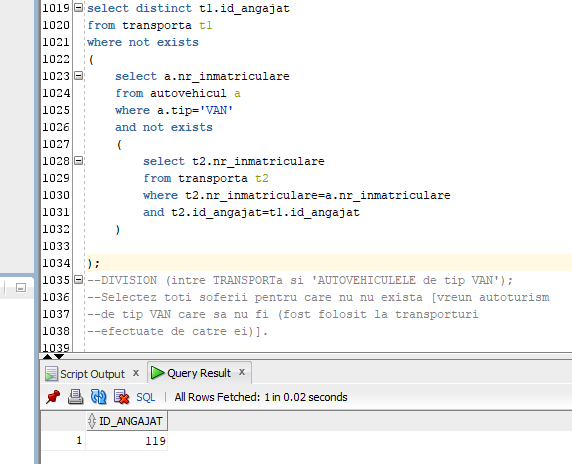 1019 select distinct t1.id_angajat
1020 from transporta t1
1021 where not exists
1022 (
1023 select a.nr_inmatriculare
1024 from autovehicul a
1025 where a.tip='VAN'
1026 and not exists
1027 (
1028 select t2.nr_inmatriculare
1029 from transporta t2
1030 where t2.nr_inmatriculare=a.nr_inmatriculare
1031 and t2.id_angajat=t1.id_angajat
1032 )
1033
1034 );
1035 --DIVISION (intre TRANSPORTa si 'AUTOVEHICULELE de tip VAN');
1036 --Selectez toti soferii pentru care nu nu exista [vreun autoturism
1037 --de tip VAN care sa nu fi (fost folosit la transporturi
1038 --efectuate de catre ei)].
1039
Script Output x Query Result x
SQL | All Rows Fetched: 1 in 0.02 seconds
ID_ANGAJAT
1 119